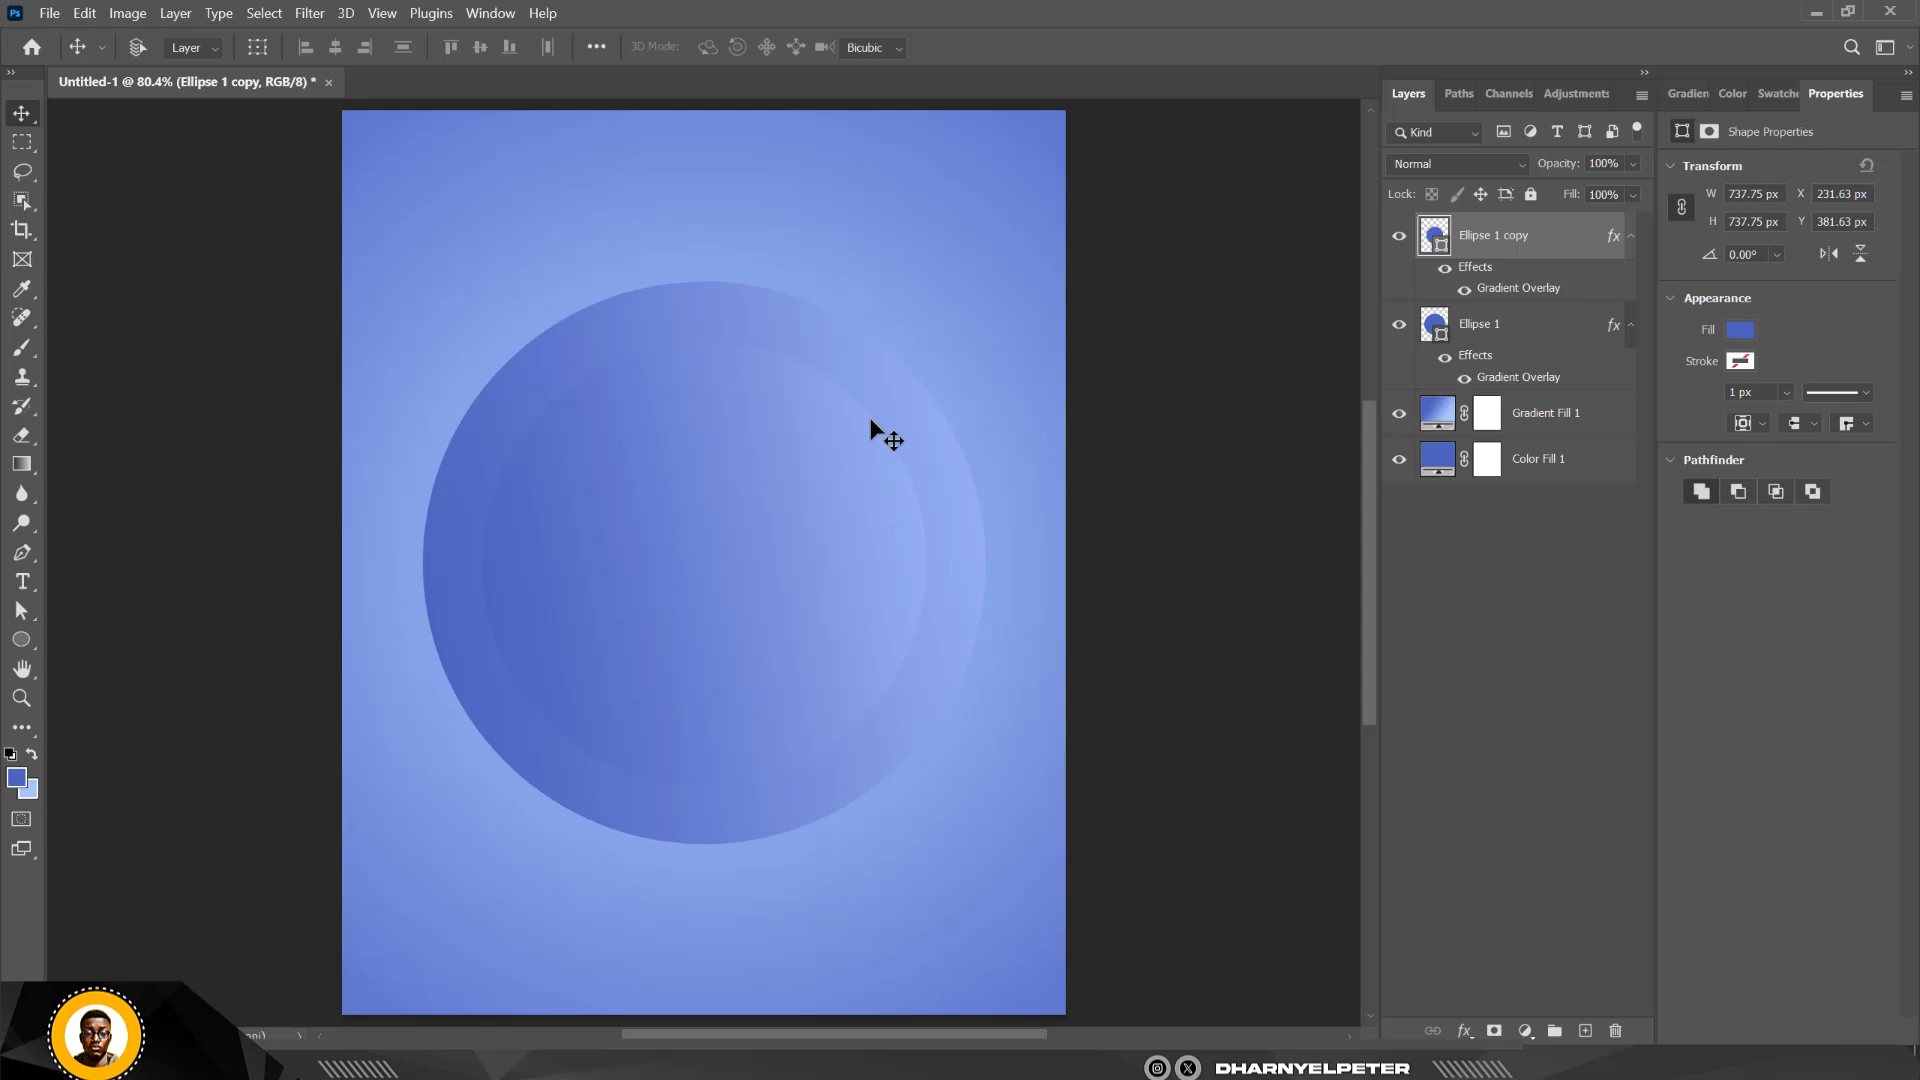 Ps File Edit Image Layer Type Select Filter 3D View Plugins Window Help
Layer 3D Mode: Bicubic
Untitled-1 @ 80.4% (Ellipse 1 copy, RGB/8) *
Layers Paths Channels Adjustments
Kind
Normal Opacity: 100%
Lock: Fill: 100%
Ellipse 1 copy fx
Effects
Gradient Overlay
Ellipse 1 fx
Effects
Gradient Overlay
Gradient Fill 1
Color Fill 1
fx
Gradien Color Swatche Properties
Shape Properties
Transform
W 737.75 px X 231.63 px
H 737.75 px Y 381.63 px
0.00°
Appearance
Fill
Stroke
1 px
Pathfinder
DHARNYELPETER